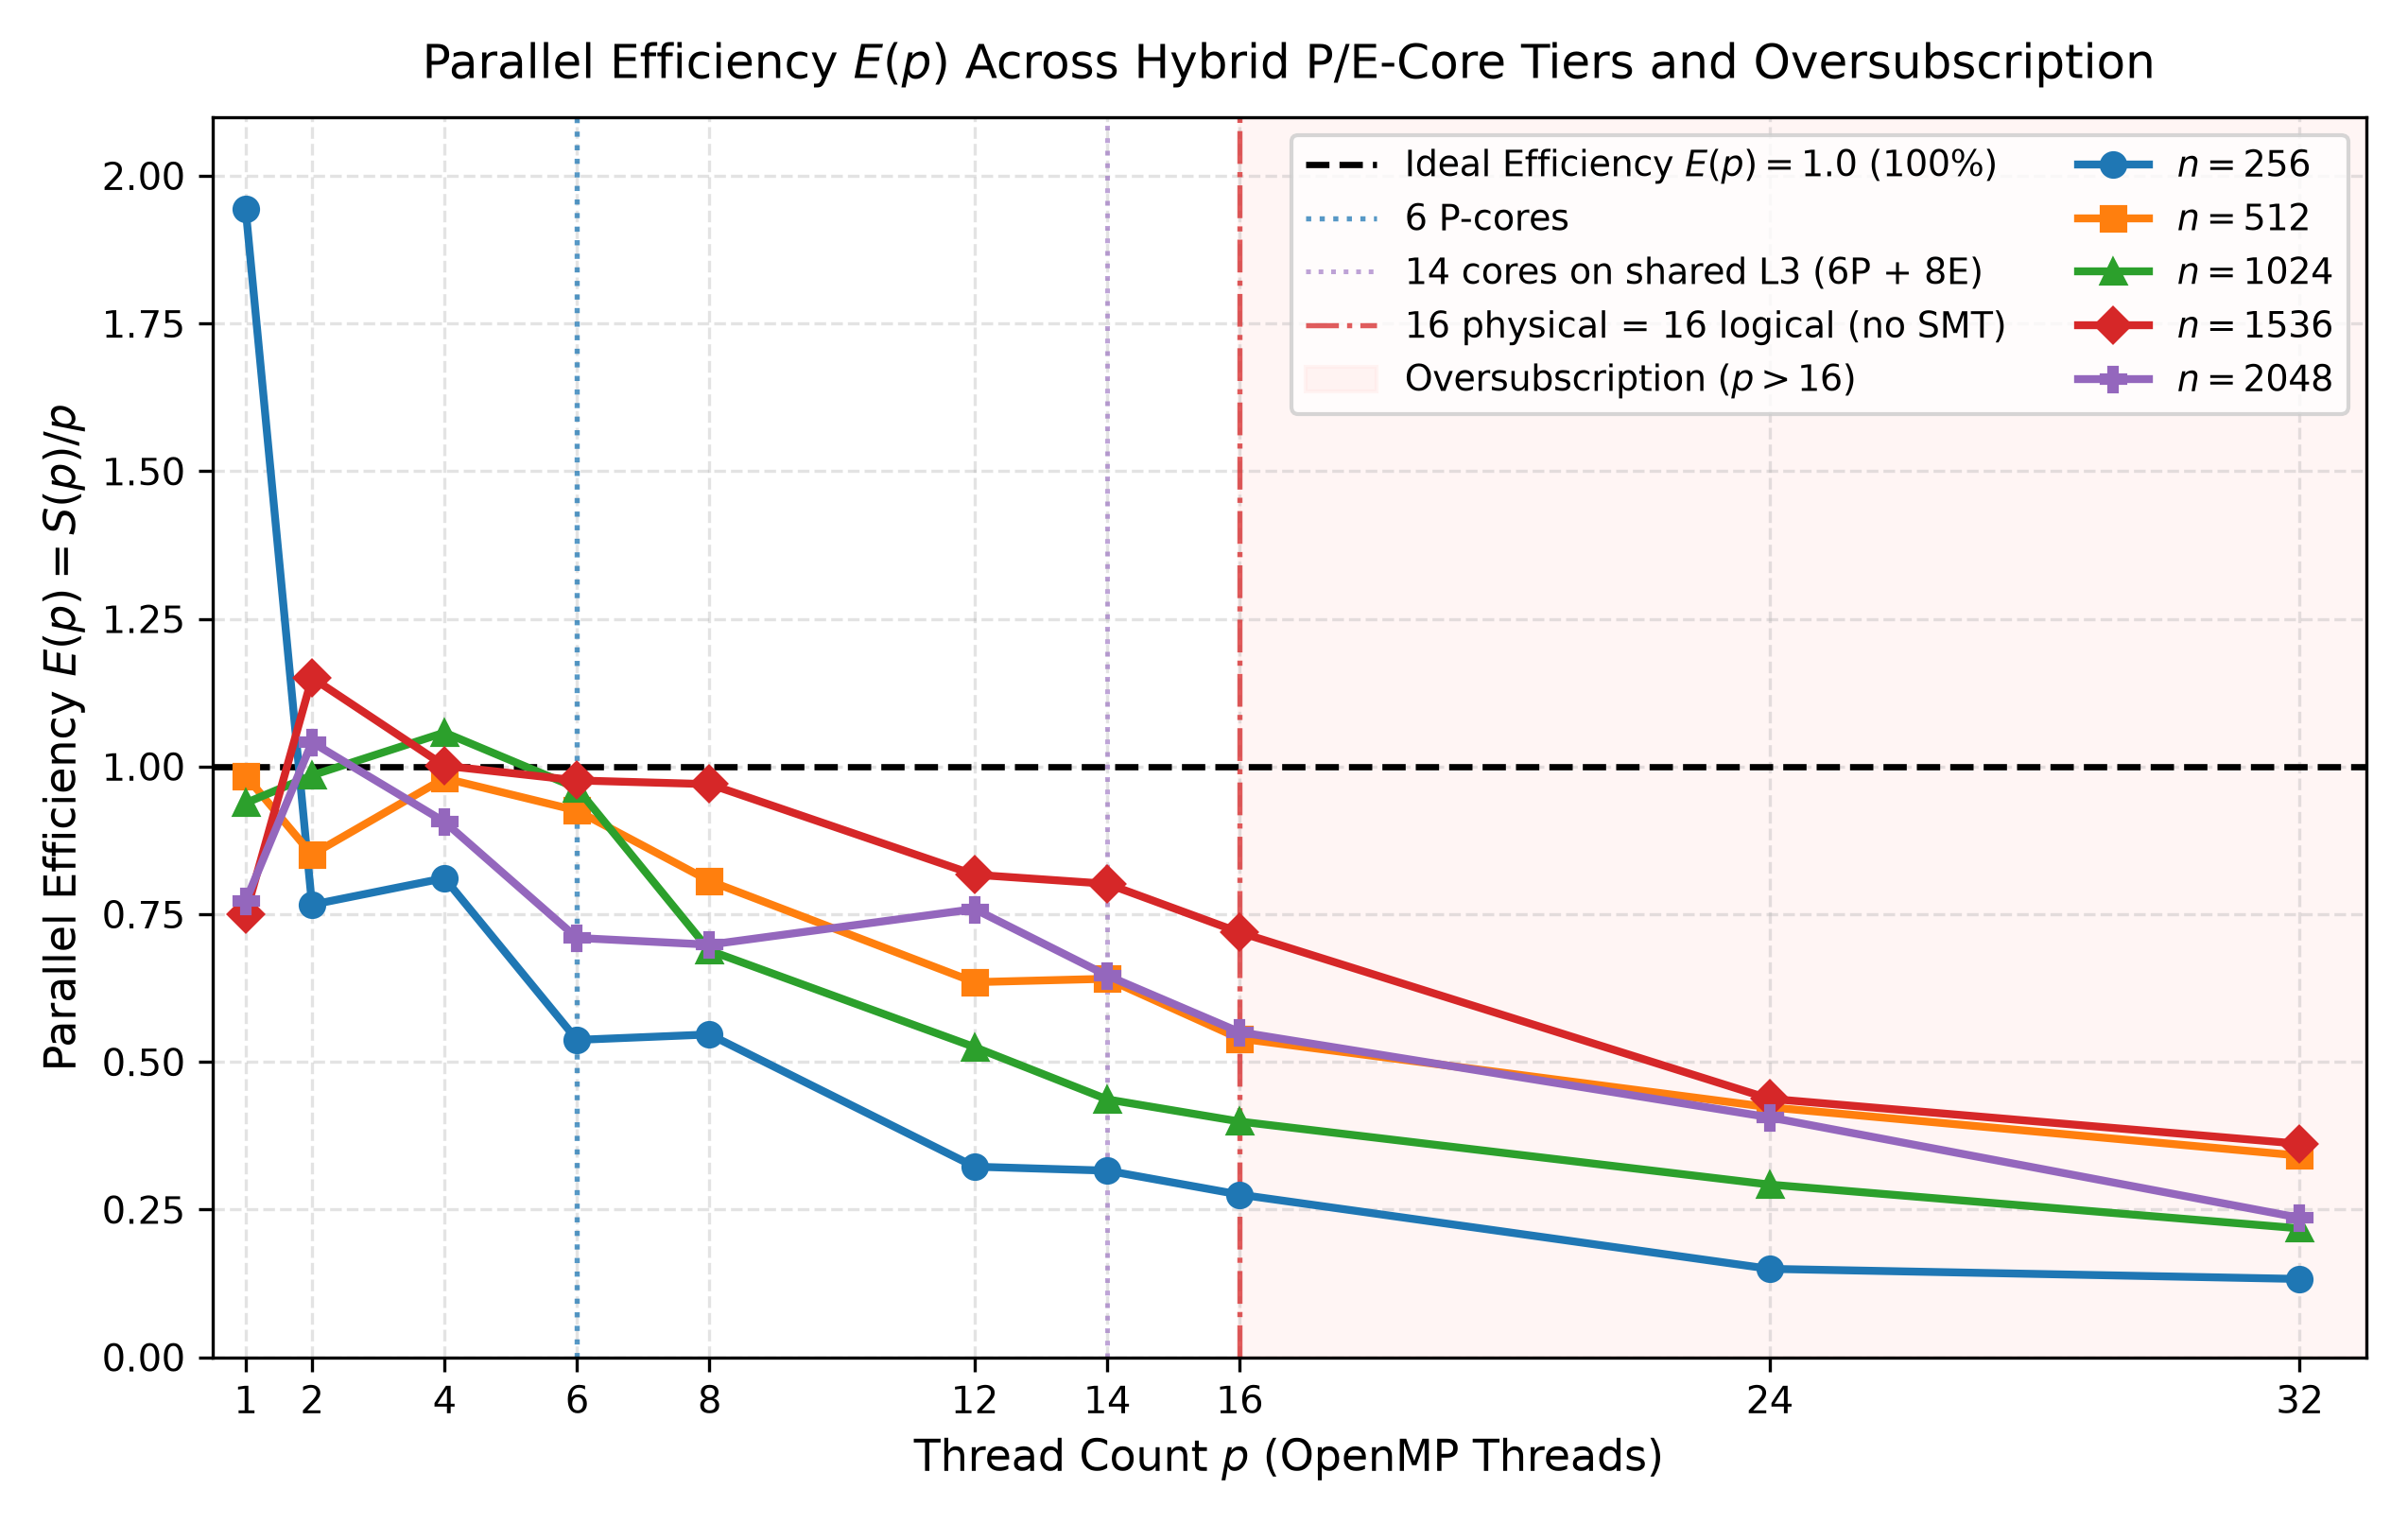 Parallel Efficiency E(p) Across Hybrid P/E-Core Tiers and Oversubscription
Parallel Efficiency E(p) = S(p)/p
2.00
1.75
1.50
1.25
1.00
0.75
0.50
0.25
0.00
Ideal Efficiency E(p) = 1.0 (100%)
6 P-cores
14 cores on shared L3 (6P + 8E)
16 physical = 16 logical (no SMT)
Oversubscription (p > 16)
n = 256
n = 512
n = 1024
n = 1536
n = 2048
1 2 4 6 8 12 14 16 24 32
Thread Count p (OpenMP Threads)